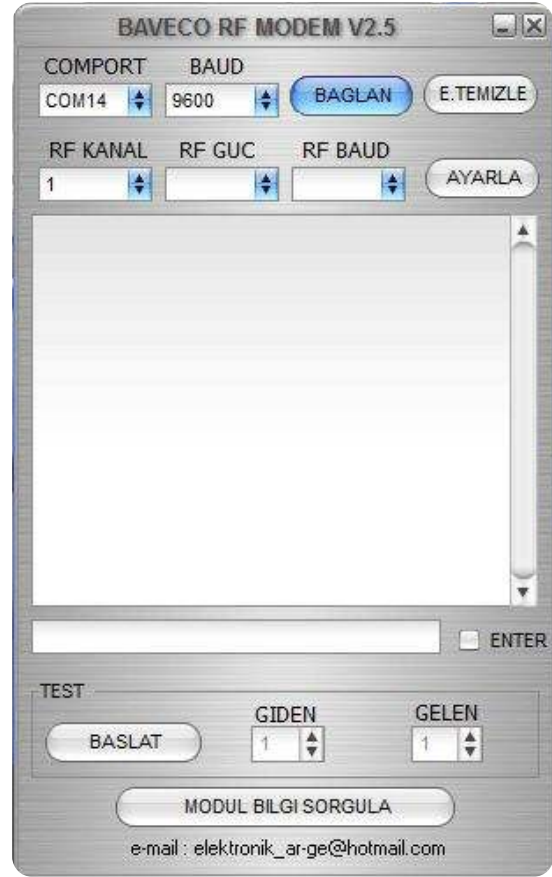 BAVECO RF MODEM V2.5
COMPORT BAUD
COM14 9600 BAGLAN E.TEMIZLE
RF KANAL RF GUC RF BAUD
1 AYARLA
ENTER
TEST
GIDEN GELEN
BASLAT 1 1
MODUL BILGI SORGULA
e-mail : elektronik_ar-ge@hotmail.com